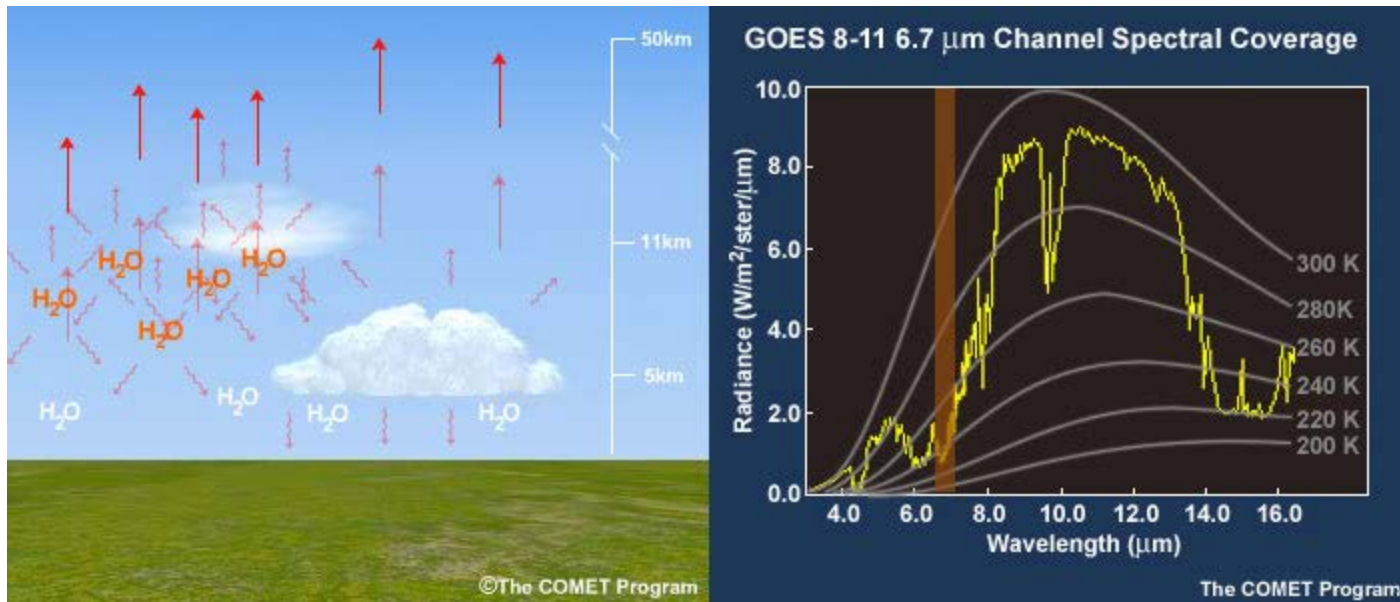 50km
11km
5km
H₂O
H₂O
H₂O
H₂O
H₂O
H₂O
H₂O
H₂O
H₂O
©The COMET Program
GOES 8-11 6.7 μm Channel Spectral Coverage
Radiance (W/m²/ster/μm)
10.0
8.0
6.0
4.0
2.0
0.0
300 K
280K
260 K
240 K
220 K
200 K
4.0 6.0 8.0 10.0 12.0 14.0 16.0
Wavelength (μm)
The COMET Program